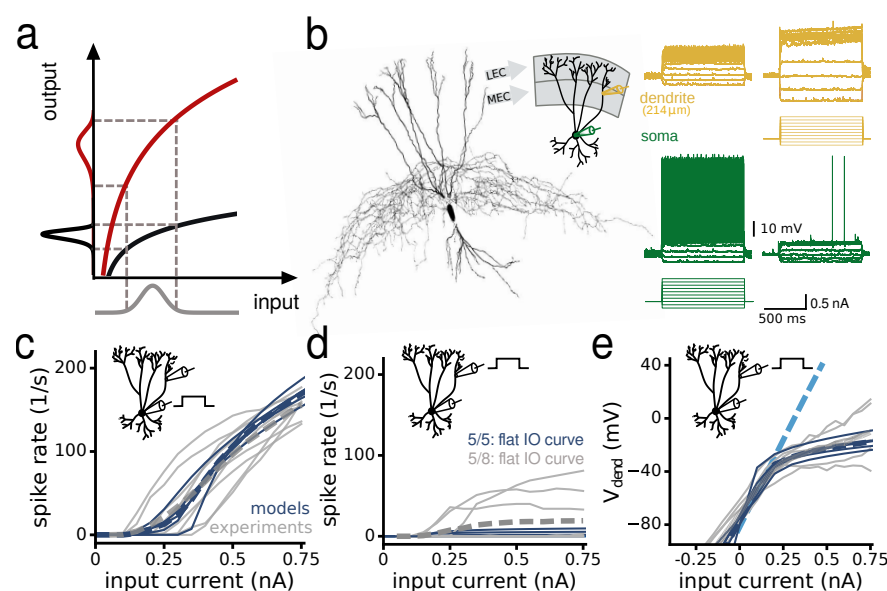 a
output
input
b
LEC
MEC
dendrite
(214 μm)
soma
10 mV
0.5 nA
500 ms
c
spike rate (1/s)
200
100
0
models
experiments
0
0.25
0.5
0.75
input current (nA)
d
spike rate (1/s)
200
100
0
5/5: flat IO curve
5/8: flat IO curve
0
0.25
0.5
0.75
input current (nA)
e
V dend (mV)
40
0
−40
−80
-0.25
0
0.25
0.5
0.75
input current (nA)